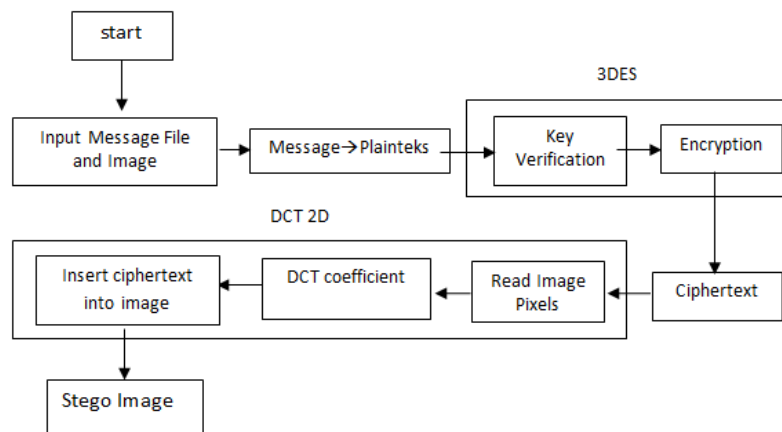 start
3DES
Input Message File
and Image
Message→Plainteks
Key
Verification
Encryption
DCT 2D
Insert ciphertext
into image
DCT coefficient
Read Image
Pixels
Ciphertext
Stego Image